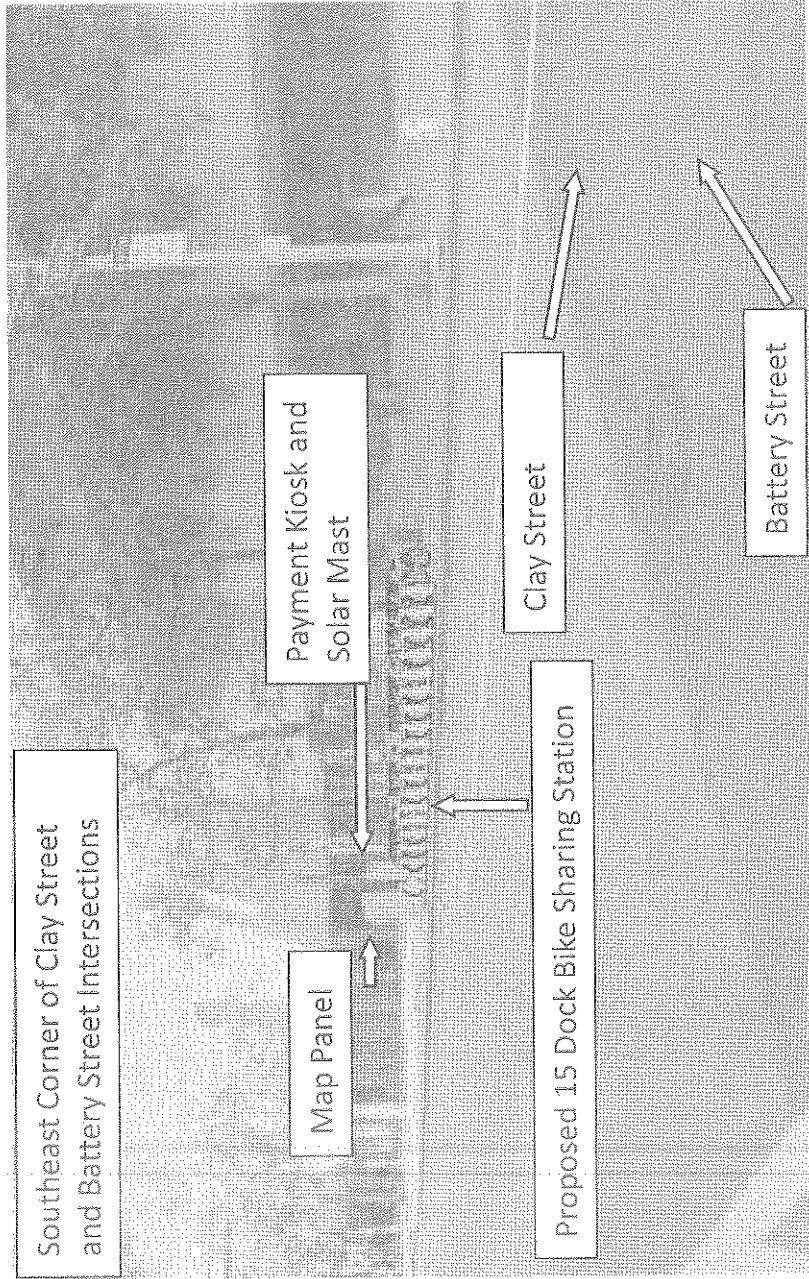 Southeast Corner of Clay Street
and Battery Street Intersections
Payment Kiosk and
Solar Mast
Map Panel
Clay Street
Proposed 15 Dock Bike Sharing Station
Battery Street